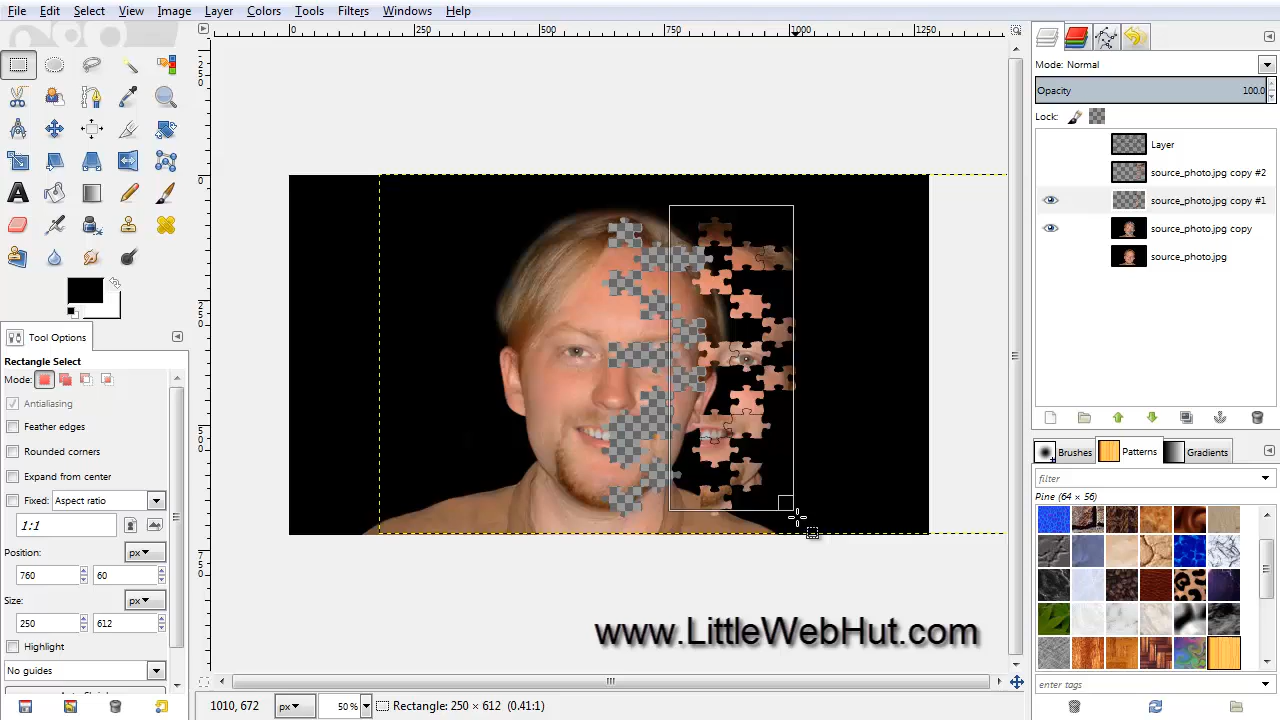 File Edit Select View Image Layer Colors Tools Filters Windows Help
0 250 500 750 1000 1250
Mode: Normal
Opacity 100.0
Lock:
Layer
source_photo.jpg copy #2
source_photo.jpg copy #1
source_photo.jpg copy
source_photo.jpg
Tool Options
Rectangle Select
Mode:
Antialiasing
Feather edges
Rounded corners
Expand from center
Fixed: Aspect ratio
1:1
Position: px
760 60
Size: px
250 612
Highlight
No guides
Brushes Patterns Gradients
filter
Pine (64 × 56)
enter tags
www.LittleWebHut.com
1010, 672 px 50 % Rectangle: 250 × 612 (0.41:1)